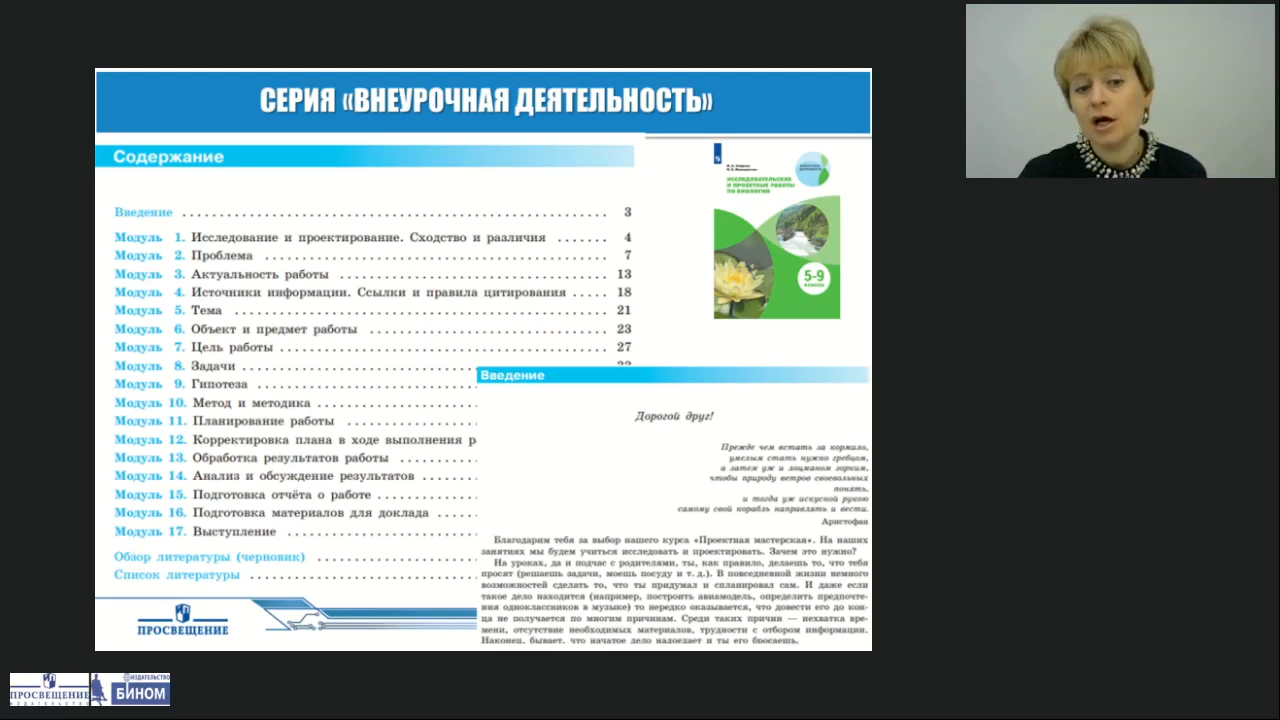 СЕРИЯ «ВНЕУРОЧНАЯ ДЕЯТЕЛЬНОСТЬ»
Содержание
Введение 3
Модуль 1. Исследование и проектирование. Сходство и различия 4
Модуль 2. Проблема 7
Модуль 3. Актуальность работы 13
Модуль 4. Источники информации. Ссылки и правила цитирования 18
Модуль 5. Тема 21
Модуль 6. Объект и предмет работы 23
Модуль 7. Цель работы 27
Модуль 8. Задачи
Модуль 9. Гипотеза
Модуль 10. Метод и методика
Модуль 11. Планирование работы
Модуль 12. Корректировка плана в ходе выполнения р
Модуль 13. Обработка результатов работы
Модуль 14. Анализ и обсуждение результатов
Модуль 15. Подготовка отчёта о работе
Модуль 16. Подготовка материалов для доклада
Модуль 17. Выступление
Обзор литературы (черновик)
Список литературы
ПРОСВЕЩЕНИЕ
ИССЛЕДОВАТЕЛЬСКИЕ
И ПРОЕКТНЫЕ РАБОТЫ
ПО БИОЛОГИИ
5-9
классы
Введение
Дорогой друг!
Прежде чем встать за кормило,
умелым стать нужно гребцом,
а затем уж и лоцманом зорким,
чтобы природу ветров своевольных
понять,
и тогда уж искусной рукою
самому свой корабль направлять и вести.
Аристофан
Благодарим тебя за выбор нашего курса «Проектная мастерская». На наших
занятиях мы будем учиться исследовать и проектировать. Зачем это нужно?
На уроках, да и подчас с родителями, ты, как правило, делаешь то, что тебя
просят (решаешь задачи, моешь посуду и т. д.). В повседневной жизни немного
возможностей сделать то, что ты придумал и спланировал сам. И даже если
такое дело находится (например, построить авиамодель, определить предпочте-
ния одноклассников в музыке) то нередко оказывается, что довести его до кон-
ца не получается по многим причинам. Среди таких причин — нехватка вре-
мени, отсутствие необходимых материалов, трудности с отбором информации.
Наконец, бывает, что начатое дело надоедает и ты его бросаешь.
ПРОСВЕЩЕНИЕ
ИЗДАТЕЛЬСТВО
ИЗДАТЕЛЬСТВО
БИНОМ